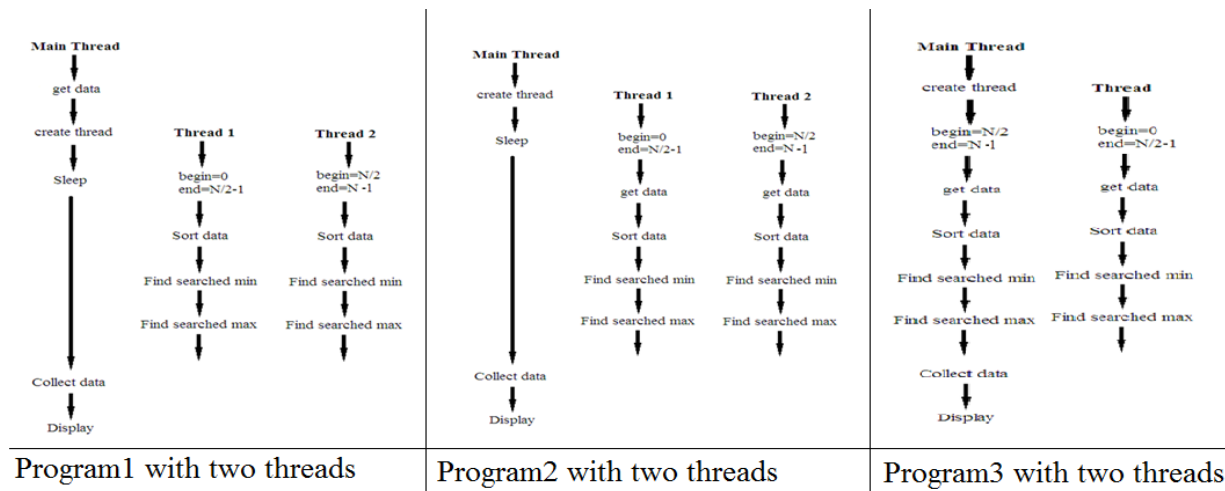 Main Thread
get data
create thread
Sleep
Collect data
Display
Thread 1
begin=0
end=N/2-1
Sort data
Find searched min
Find searched max
Thread 2
begin=N/2
end=N-1
Sort data
Find searched min
Find searched max
Program1 with two threads
Main Thread
create thread
Sleep
Collect data
Display
Thread 1
begin=0
end=N/2-1
get data
Sort data
Find searched min
Find searched max
Thread 2
begin=N/2
end=N-1
get data
Sort data
Find searched min
Find searched max
Program2 with two threads
Main Thread
create thread
begin=N/2
end=N-1
get data
Sort data
Find searched min
Find searched max
Collect data
Display
Thread
begin=0
end=N/2-1
get data
Sort data
Find searched min
Find searched max
Program3 with two threads